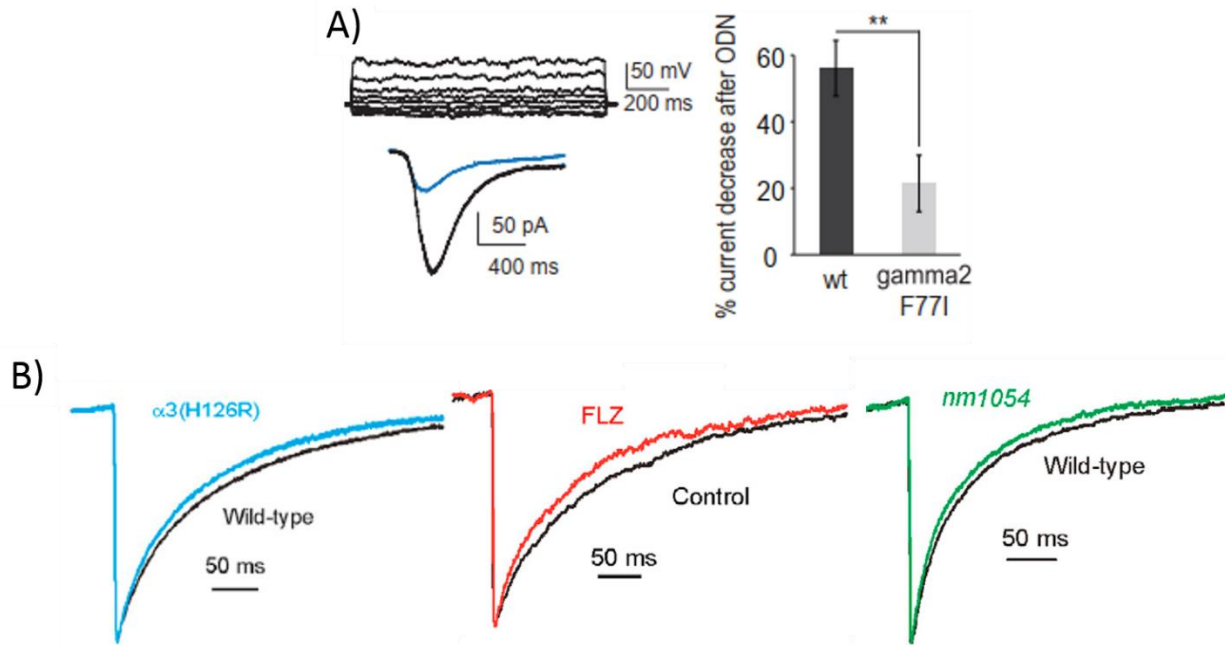 A)
50 mV
200 ms
50 pA
400 ms
% current decrease after ODN
**
60
40
20
0
wt
gamma2
F77I
B)
α3(H126R)
Wild-type
50 ms
FLZ
Control
50 ms
nm1054
Wild-type
50 ms